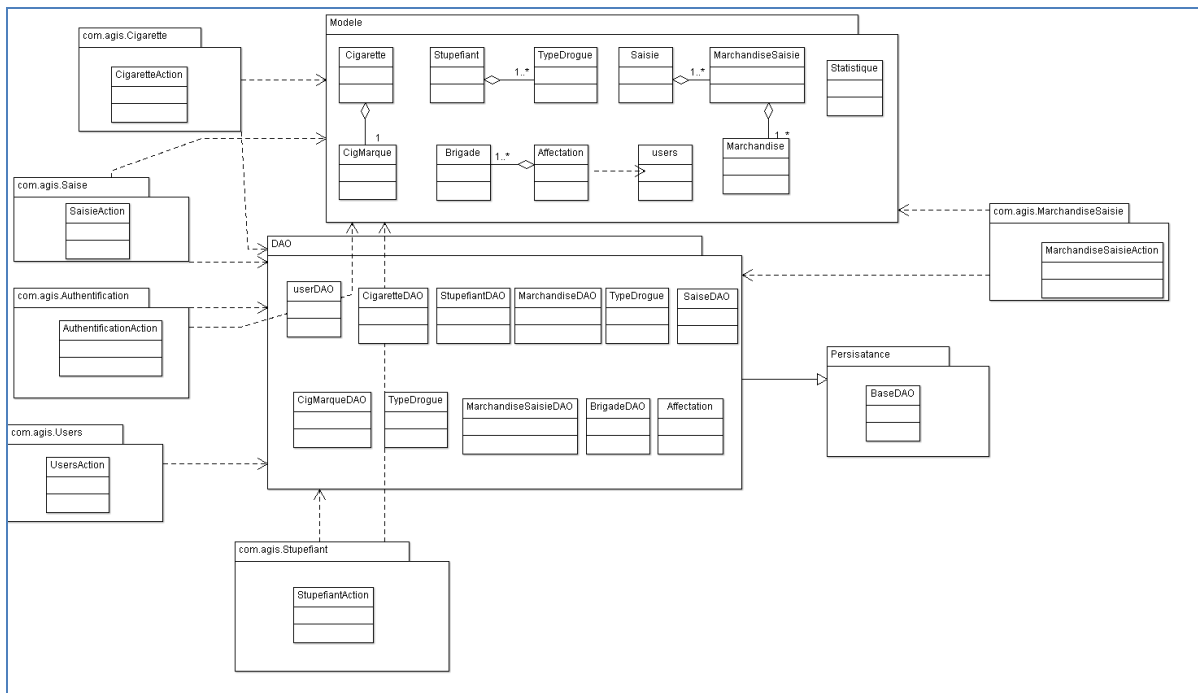 Modele
com.agis.Cigarette
CigaretteAction
Cigarette
Stupefiant
1..*
TypeDrogue
Saisie
1..*
MarchandiseSaisie
Statistique
1
CigMarque
Brigade
1..*
Affectation
users
1..*
Marchandise
com.agis.Saise
SaisieAction
com.agis.MarchandiseSaisie
MarchandiseSaisieAction
DAO
userDAO
CigaretteDAO
StupefiantDAO
MarchandiseDAO
TypeDrogue
SaiseDAO
com.agis.Authentification
AuthentificationAction
Persisatance
BaseDAO
CigMarqueDAO
TypeDrogue
MarchandiseSaisieDAO
BrigadeDAO
Affectation
com.agis.Users
UsersAction
com.agis.Stupefiant
StupefiantAction